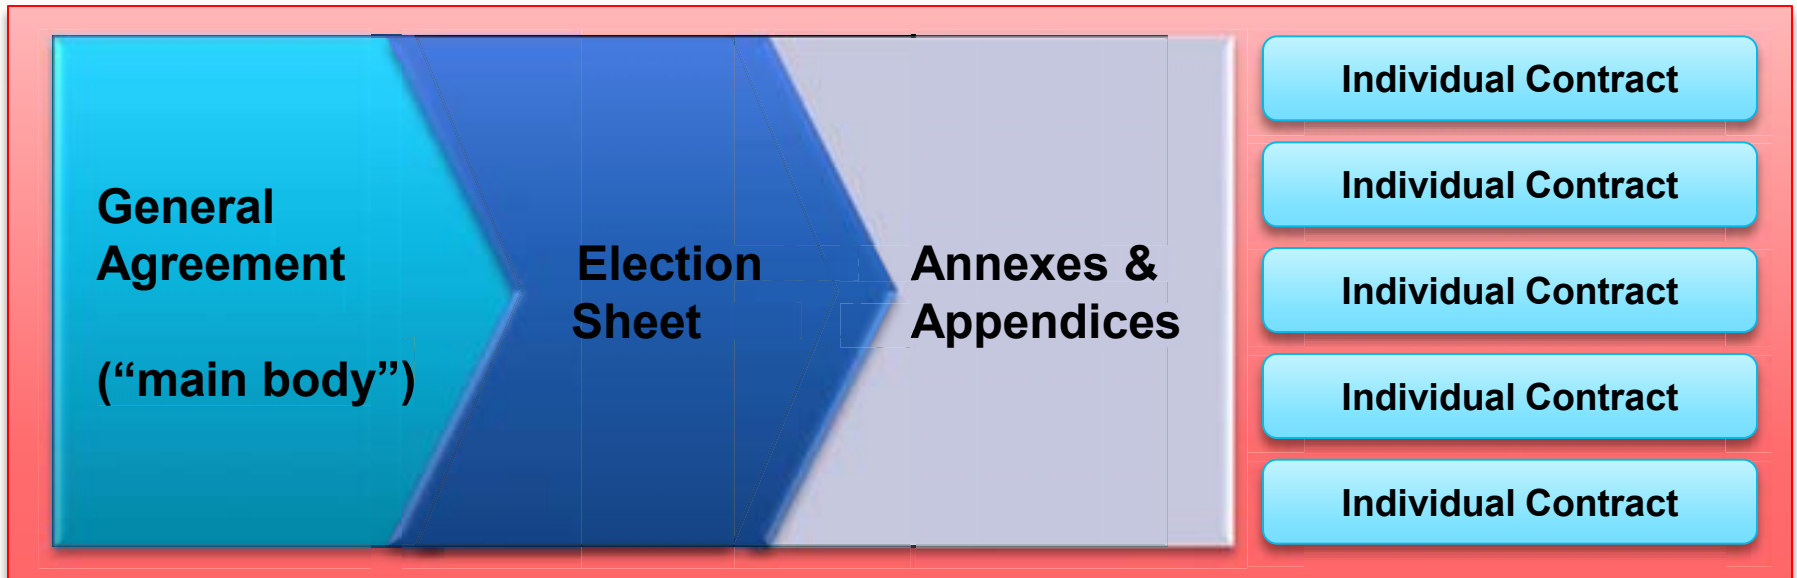 General
Agreement
(“main body”)
Election
Sheet
Annexes &
Appendices
Individual Contract
Individual Contract
Individual Contract
Individual Contract
Individual Contract